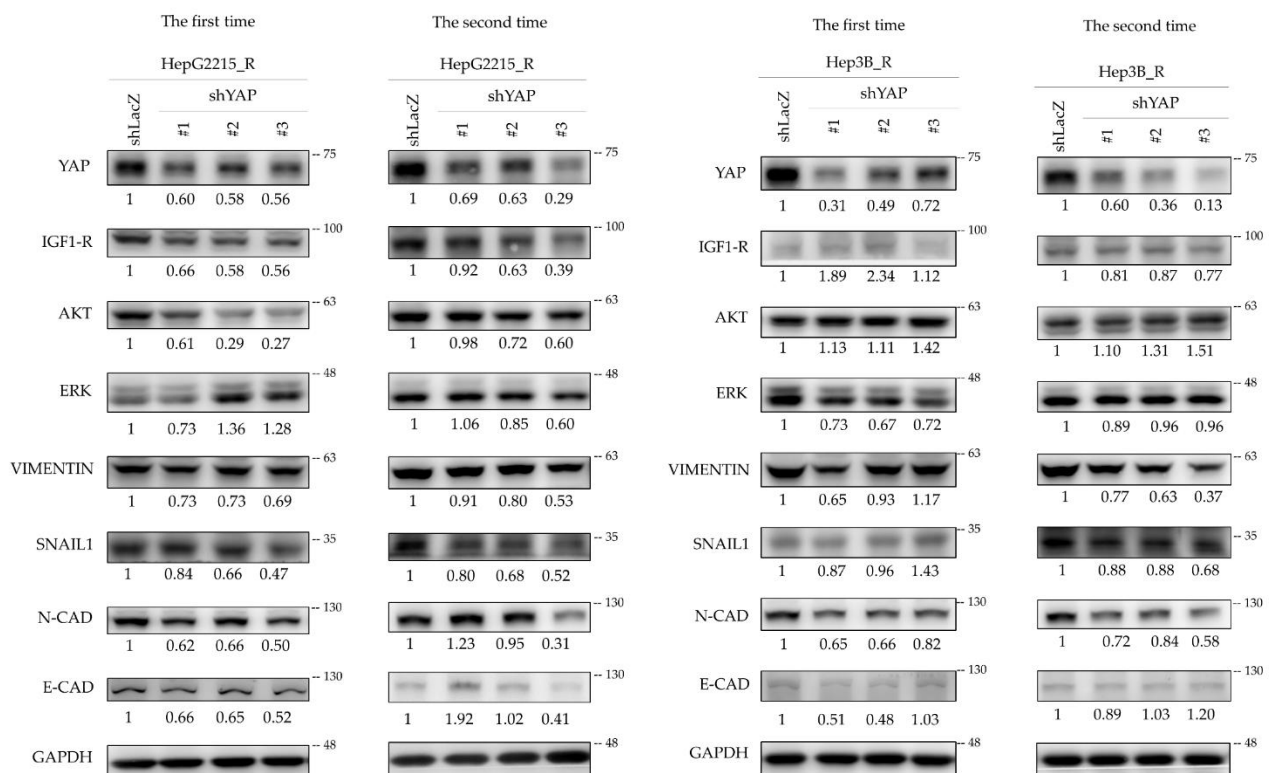 The first time
HepG2215_R
shLacZ
shYAP
#1 #2 #3
YAP
-- 75
1 0.60 0.58 0.56
IGF1-R
-- 100
1 0.66 0.58 0.56
AKT
-- 63
1 0.61 0.29 0.27
ERK
-- 48
1 0.73 1.36 1.28
VIMENTIN
-- 63
1 0.73 0.73 0.69
SNAIL1
-- 35
1 0.84 0.66 0.47
N-CAD
-- 130
1 0.62 0.66 0.50
E-CAD
-- 130
1 0.66 0.65 0.52
GAPDH
-- 48
The second time
HepG2215_R
shLacZ
shYAP
#1 #2 #3
-- 75
1 0.69 0.63 0.29
-- 100
1 0.92 0.63 0.39
-- 63
1 0.98 0.72 0.60
-- 48
1 1.06 0.85 0.60
-- 63
1 0.91 0.80 0.53
-- 35
1 0.80 0.68 0.52
-- 130
1 1.23 0.95 0.31
-- 130
1 1.92 1.02 0.41
-- 48
The first time
Hep3B_R
shLacZ
shYAP
#1 #2 #3
YAP
-- 75
1 0.31 0.49 0.72
IGF1-R
-- 100
1 1.89 2.34 1.12
AKT
-- 63
1 1.13 1.11 1.42
ERK
-- 48
1 0.73 0.67 0.72
VIMENTIN
-- 63
1 0.65 0.93 1.17
SNAIL1
-- 35
1 0.87 0.96 1.43
N-CAD
-- 130
1 0.65 0.66 0.82
E-CAD
-- 130
1 0.51 0.48 1.03
GAPDH
-- 48
The second time
Hep3B_R
shLacZ
shYAP
#1 #2 #3
-- 75
1 0.60 0.36 0.13
-- 100
1 0.81 0.87 0.77
-- 63
1 1.10 1.31 1.51
-- 48
1 0.89 0.96 0.96
-- 63
1 0.77 0.63 0.37
-- 35
1 0.88 0.88 0.68
-- 130
1 0.72 0.84 0.58
-- 130
1 0.89 1.03 1.20
-- 48